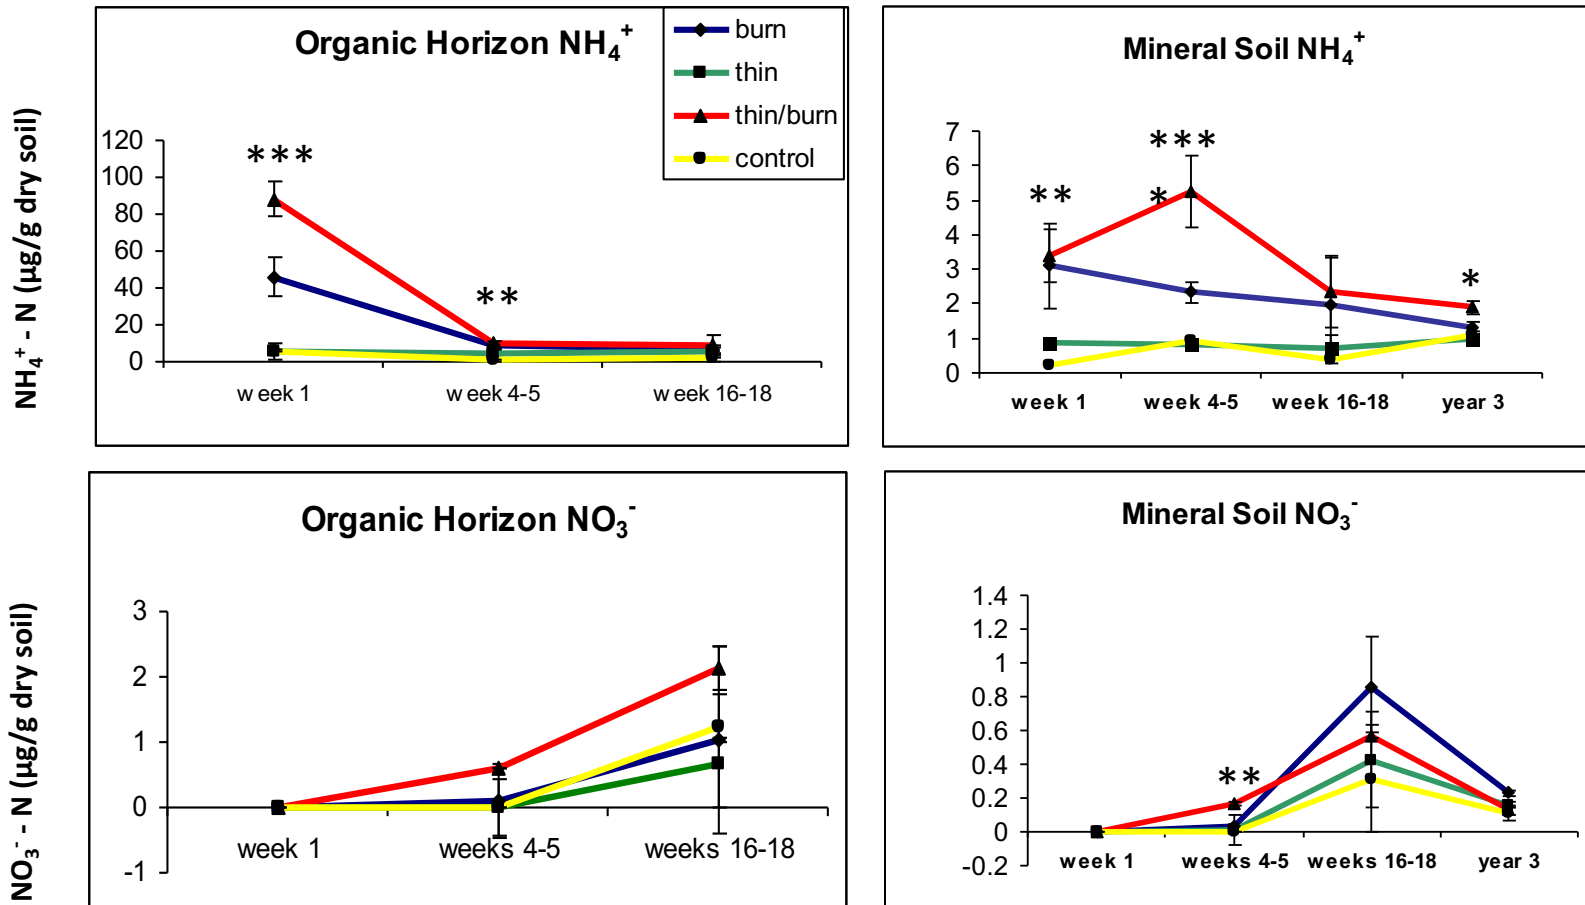 Organic Horizon NH₄⁺
burn
thin
thin/burn
control
NH₄⁺ - N (µg/g dry soil)
120
100
80
60
40
20
0
***
**
week 1
week 4-5
week 16-18
Mineral Soil NH₄⁺
7
6
5
4
3
2
1
0
**
***
*
*
week 1
week 4-5
week 16-18
year 3
Organic Horizon NO₃⁻
NO₃⁻ - N (µg/g dry soil)
3
2
1
0
-1
week 1
weeks 4-5
weeks 16-18
Mineral Soil NO₃⁻
1.4
1.2
1
0.8
0.6
0.4
0.2
0
-0.2
**
week 1
weeks 4-5
weeks 16-18
year 3